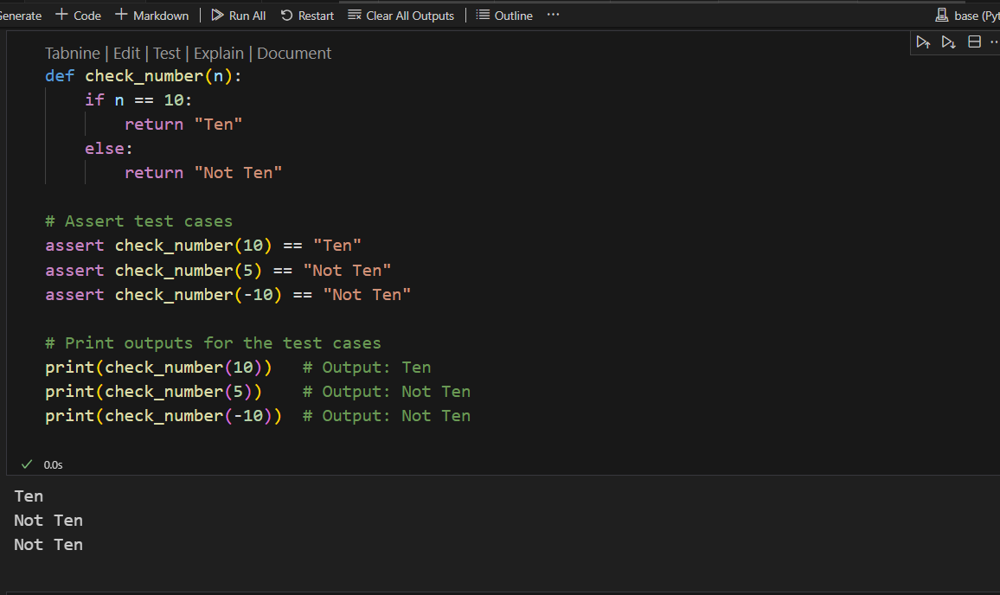 Generate + Code + Markdown Run All Restart Clear All Outputs Outline ... base (Pyt
Tabnine | Edit | Test | Explain | Document
def check_number(n):
    if n == 10:
        return "Ten"
    else:
        return "Not Ten"
# Assert test cases
assert check_number(10) == "Ten"
assert check_number(5) == "Not Ten"
assert check_number(-10) == "Not Ten"
# Print outputs for the test cases
print(check_number(10))   # Output: Ten
print(check_number(5))    # Output: Not Ten
print(check_number(-10))  # Output: Not Ten
0.0s
Ten
Not Ten
Not Ten